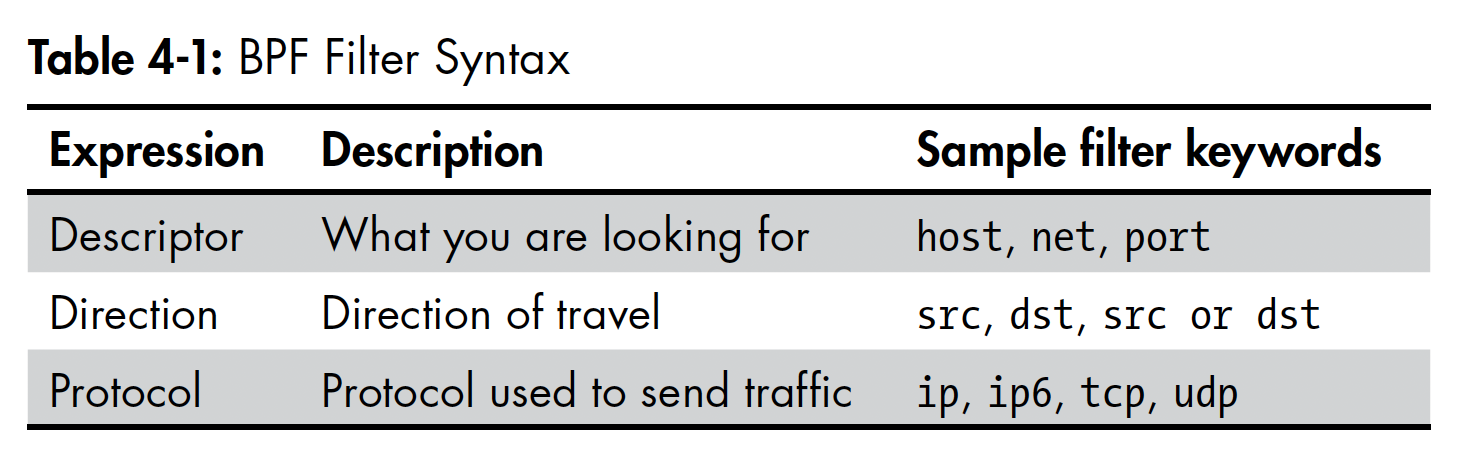 Table 4-1: BPF Filter Syntax
Expression Description Sample filter keywords
Descriptor What you are looking for host, net, port
Direction Direction of travel src, dst, src or dst
Protocol Protocol used to send traffic ip, ip6, tcp, udp